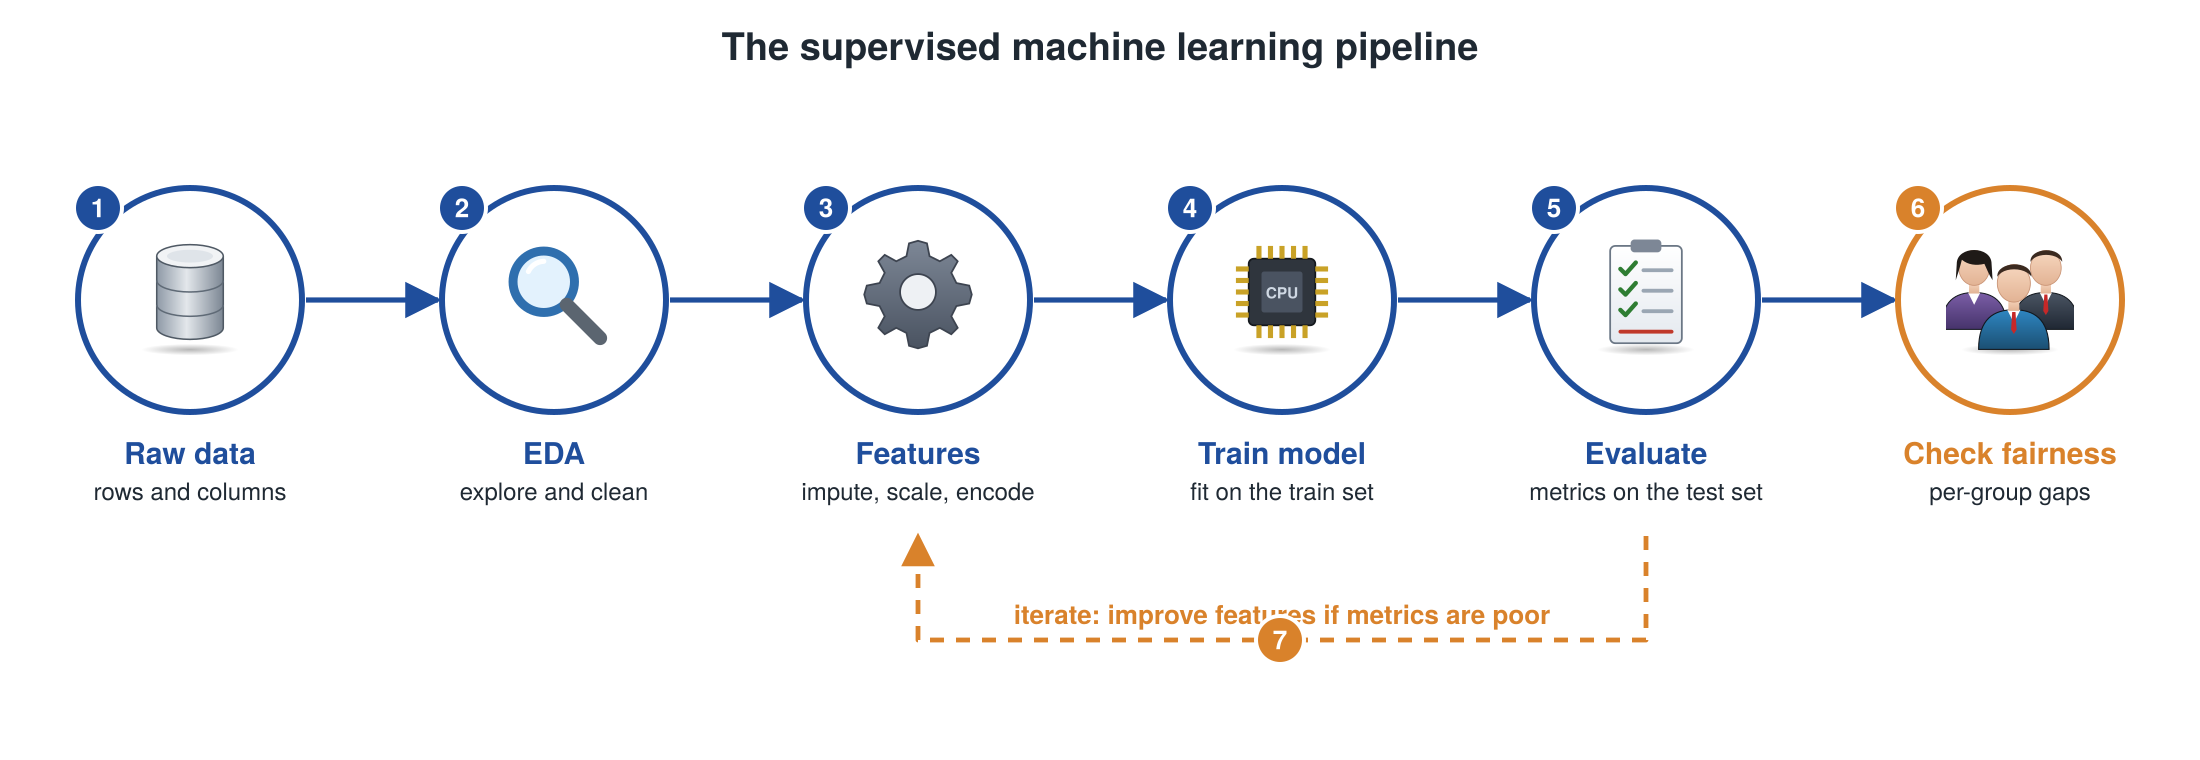 The supervised machine learning pipeline
1
2
3
4
5
6
CPU
Raw data
EDA
Features
Train model
Evaluate
Check fairness
rows and columns
explore and clean
impute, scale, encode
fit on the train set
metrics on the test set
per-group gaps
iterate: improve features if metrics are poor
7